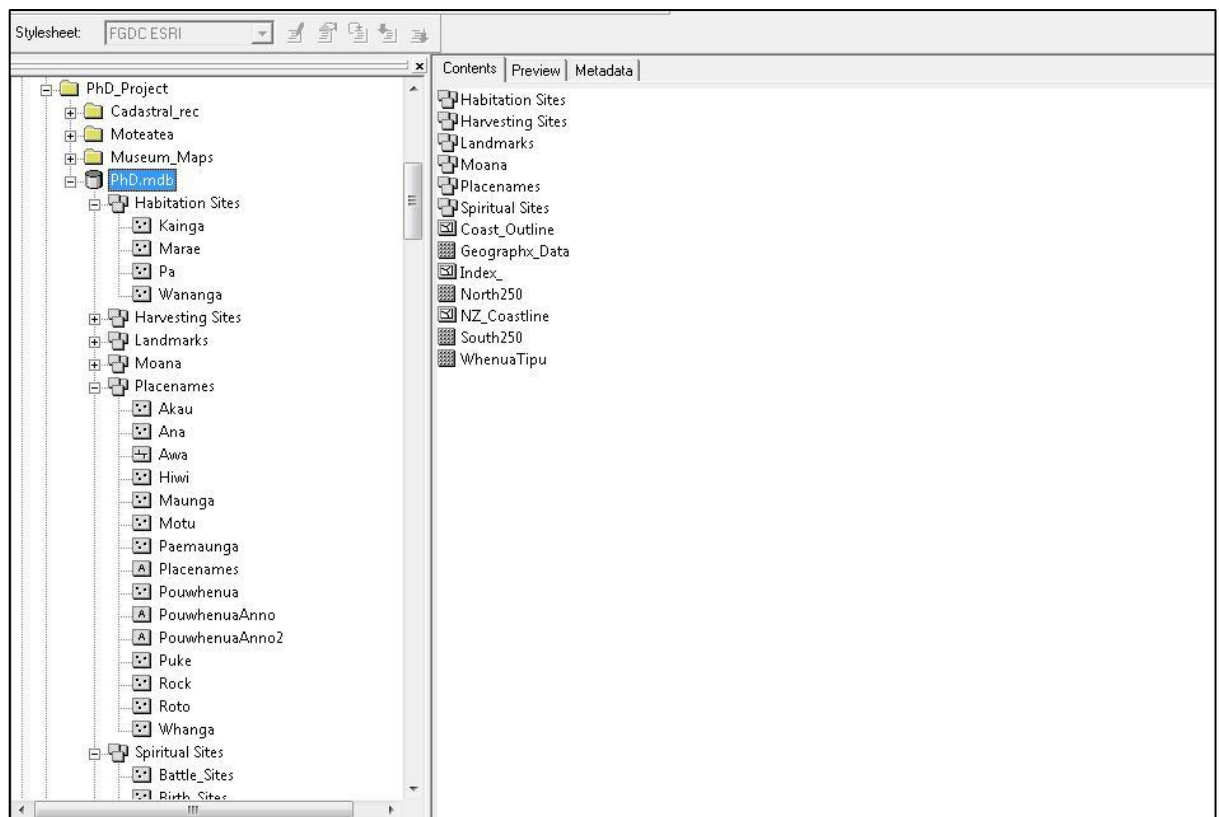 Stylesheet: FGDC ESRI
PhD_Project
Cadastral_rec
Moteatea
Museum_Maps
PhD.mdb
Habitation Sites
Kainga
Marae
Pa
Wananga
Harvesting Sites
Landmarks
Moana
Placenames
Akau
Ana
Awa
Hiwi
Maunga
Motu
Paemaunga
Placenames
Pouwhenua
PouwhenuaAnno
PouwhenuaAnno2
Puke
Rock
Roto
Whanga
Spiritual Sites
Battle_Sites
Birth_Sites
Contents Preview Metadata
Habitation Sites
Harvesting Sites
Landmarks
Moana
Placenames
Spiritual Sites
Coast_Outline
Geographx_Data
Index_
North250
NZ_Coastline
South250
WhenuaTipu